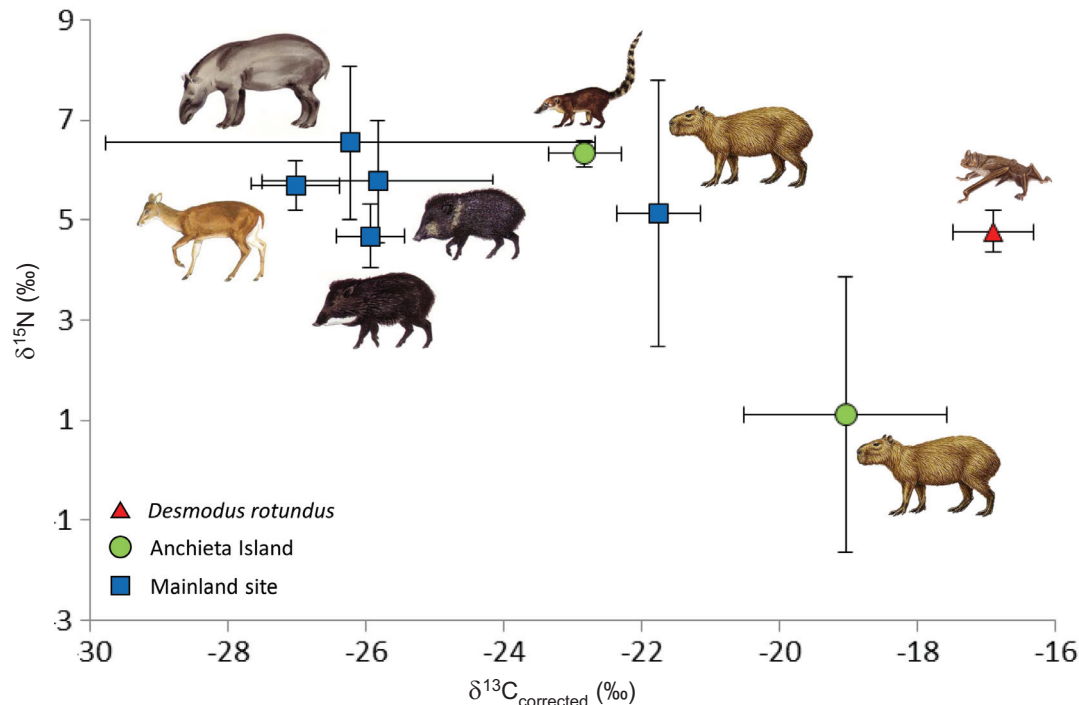 9
7
5
3
1
-1
-3
δ¹⁵N (‰)
Desmodus rotundus
Anchieta Island
Mainland site
-30 -28 -26 -24 -22 -20 -18 -16
δ¹³C_corrected (‰)